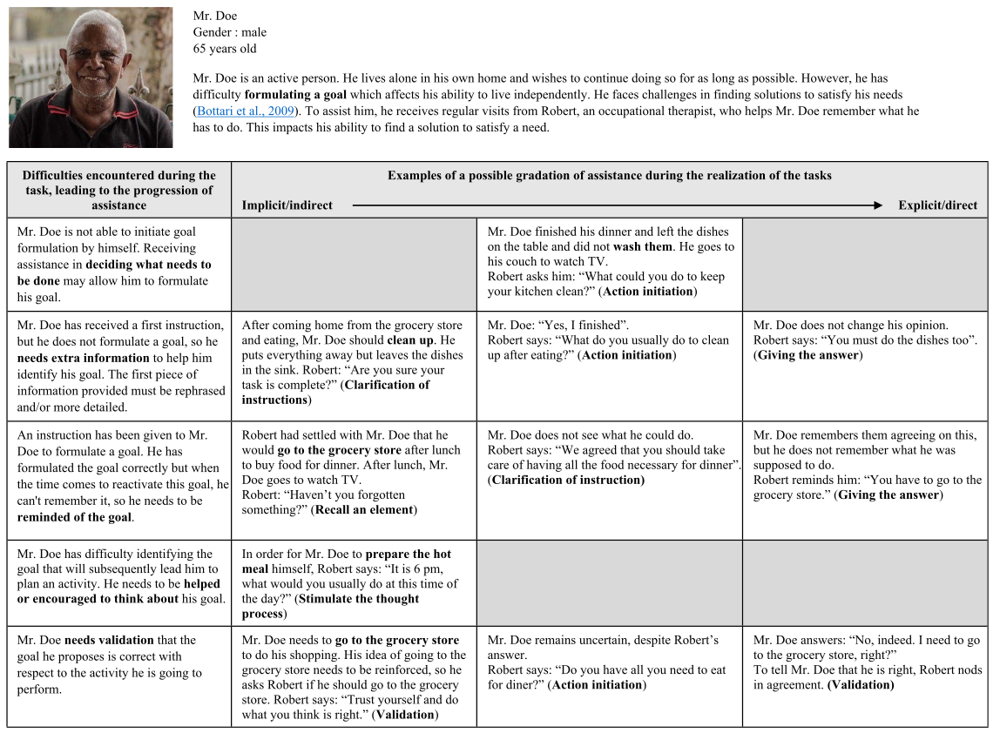 Mr. Doe
Gender : male
65 years old
Mr. Doe is an active person. He lives alone in his own home and wishes to continue doing so for as long as possible. However, he has
difficulty formulating a goal which affects his ability to live independently. He faces challenges in finding solutions to satisfy his needs
(Bottari et al., 2009). To assist him, he receives regular visits from Robert, an occupational therapist, who helps Mr. Doe remember what he
has to do. This impacts his ability to find a solution to satisfy a need.
Difficulties encountered during the
task, leading to the progression of
assistance
Examples of a possible gradation of assistance during the realization of the tasks
Implicit/indirect
Explicit/direct
Mr. Doe is not able to initiate goal
formulation by himself. Receiving
assistance in deciding what needs to
be done may allow him to formulate
his goal.
Mr. Doe finished his dinner and left the dishes
on the table and did not wash them. He goes to
his couch to watch TV.
Robert asks him: “What could you do to keep
your kitchen clean?” (Action initiation)
Mr. Doe has received a first instruction,
but he does not formulate a goal, so he
needs extra information to help him
identify his goal. The first piece of
information provided must be rephrased
and/or more detailed.
After coming home from the grocery store
and eating, Mr. Doe should clean up. He
puts everything away but leaves the dishes
in the sink. Robert: “Are you sure your
task is complete?” (Clarification of
instructions)
Mr. Doe: “Yes, I finished”.
Robert says: “What do you usually do to clean
up after eating?” (Action initiation)
Mr. Doe does not change his opinion.
Robert says: “You must do the dishes too”.
(Giving the answer)
An instruction has been given to Mr.
Doe to formulate a goal. He has
formulated the goal correctly but when
the time comes to reactivate this goal, he
can't remember it, so he needs to be
reminded of the goal.
Robert had settled with Mr. Doe that he
would go to the grocery store after lunch
to buy food for dinner. After lunch, Mr.
Doe goes to watch TV.
Robert: “Haven’t you forgotten
something?” (Recall an element)
Mr. Doe does not see what he could do.
Robert says: “We agreed that you should take
care of having all the food necessary for dinner”.
(Clarification of instruction)
Mr. Doe remembers them agreeing on this,
but he does not remember what he was
supposed to do.
Robert reminds him: “You have to go to the
grocery store.” (Giving the answer)
Mr. Doe has difficulty identifying the
goal that will subsequently lead him to
plan an activity. He needs to be helped
or encouraged to think about his goal.
In order for Mr. Doe to prepare the hot
meal himself, Robert says: “It is 6 pm,
what would you usually do at this time of
the day?” (Stimulate the thought
process)
Mr. Doe needs validation that the
goal he proposes is correct with
respect to the activity he is going to
perform.
Mr. Doe needs to go to the grocery store
to do his shopping. His idea of going to the
grocery store needs to be reinforced, so he
asks Robert if he should go to the grocery
store. Robert says: “Trust yourself and do
what you think is right.” (Validation)
Mr. Doe remains uncertain, despite Robert’s
answer.
Robert says: “Do you have all you need to eat
for diner?” (Action initiation)
Mr. Doe answers: “No, indeed. I need to go
to the grocery store, right?”
To tell Mr. Doe that he is right, Robert nods
in agreement. (Validation)